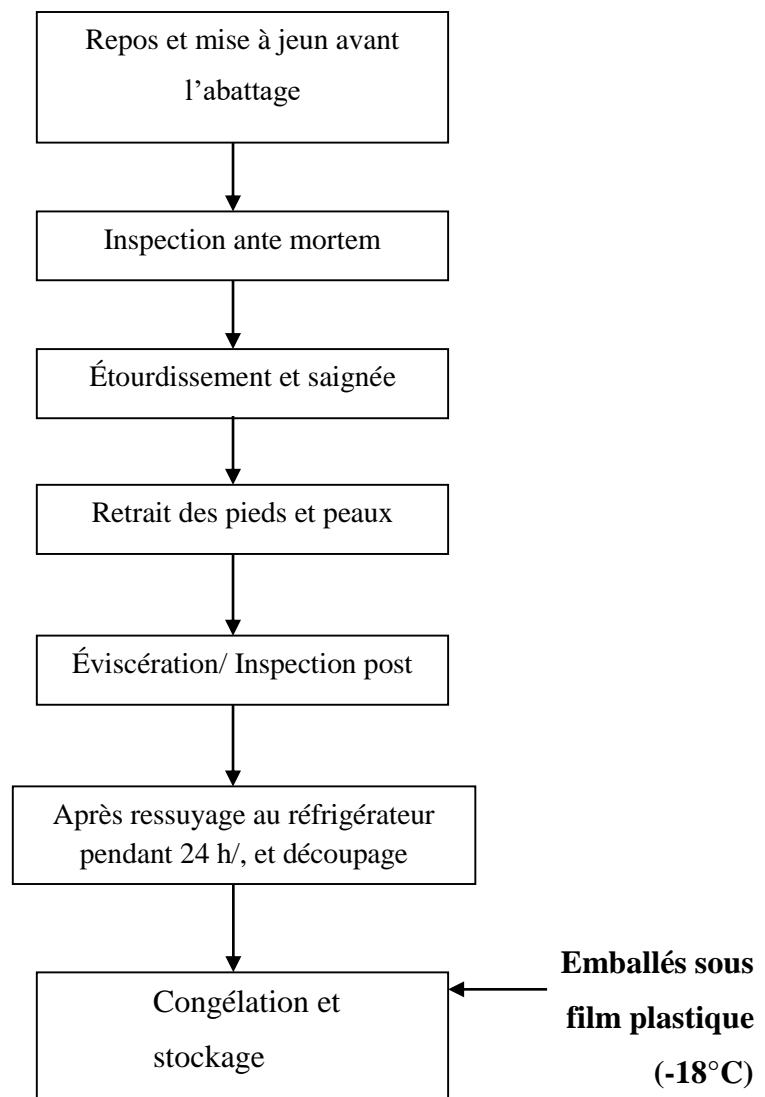 Repos et mise à jeun avant
l’abattage
Inspection ante mortem
Étourdissement et saignée
Retrait des pieds et peaux
Éviscération/ Inspection post
Après ressuyage au réfrigérateur
pendant 24 h/, et découpage
Congélation et
stockage
Emballés sous
film plastique
(-18°C)